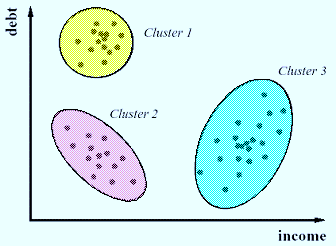 debt
Cluster 1
Cluster 3
Cluster 2
income